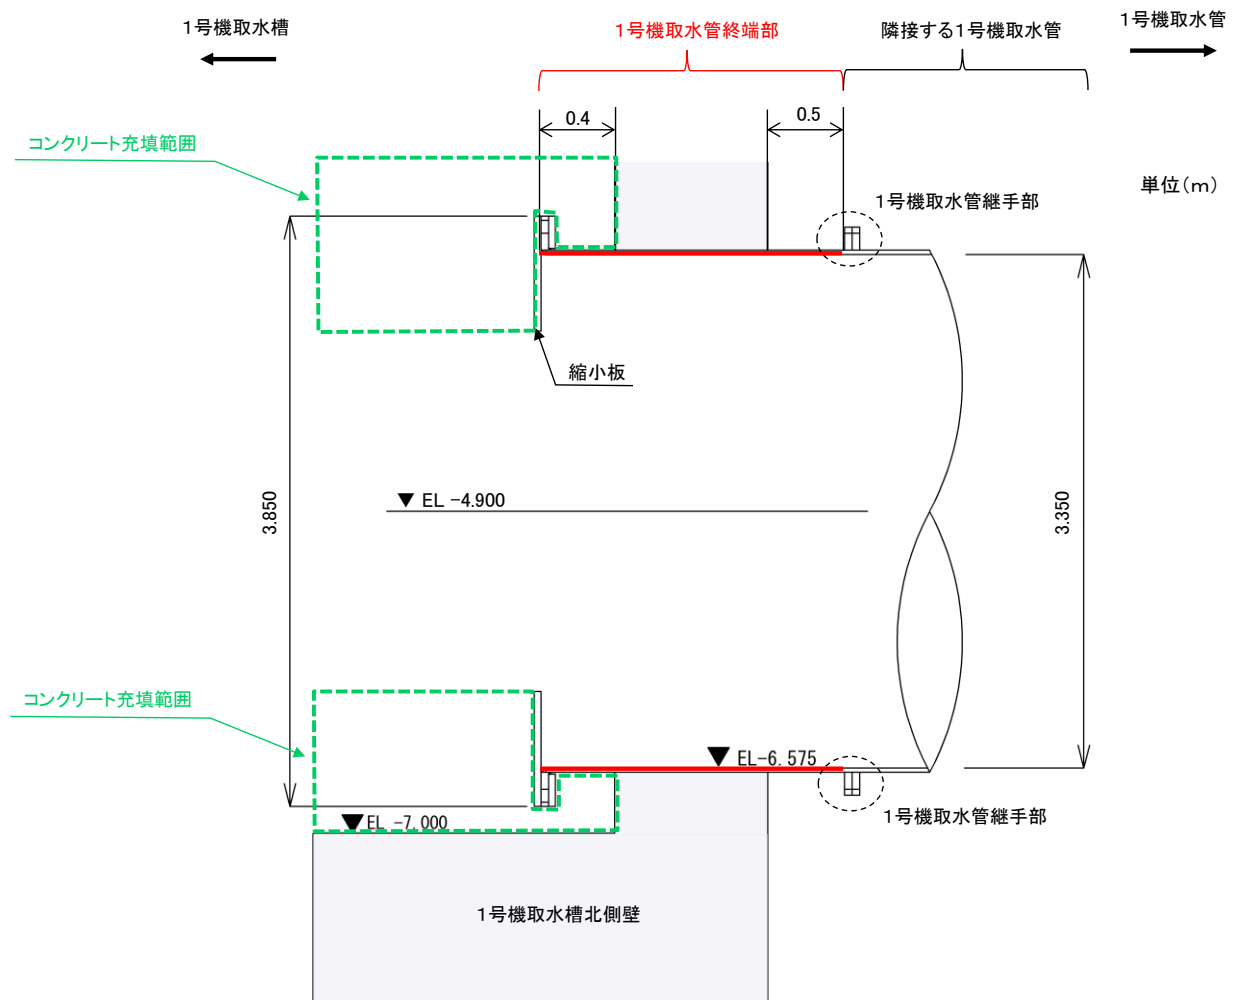 1号機取水槽
1号機取水管終端部
隣接する1号機取水管
1号機取水管
0.4
0.5
コンクリート充填範囲
単位(m)
1号機取水管継手部
縮小板
EL -4.900
3.850
3.350
コンクリート充填範囲
EL-6.575
EL -7.000
1号機取水管継手部
1号機取水槽北側壁